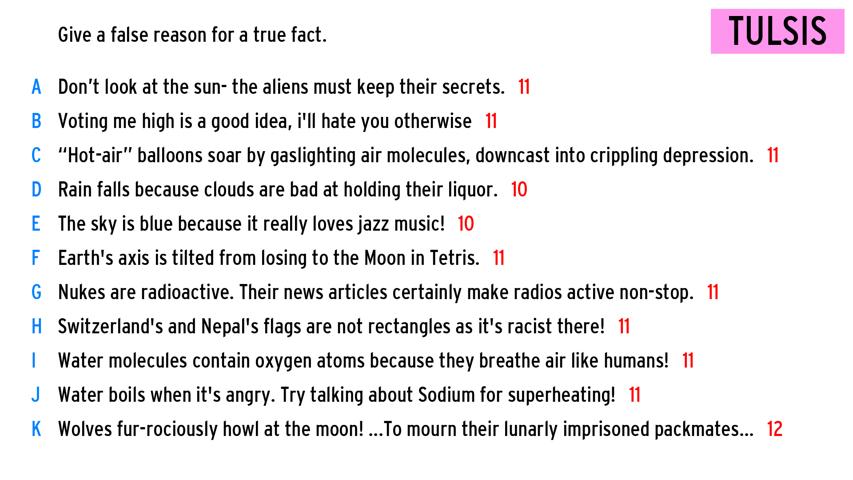 Give a false reason for a true fact.
TULSIS
A Don't look at the sun- the aliens must keep their secrets. 11
B Voting me high is a good idea, i'll hate you otherwise 11
C “Hot-air” balloons soar by gaslighting air molecules, downcast into crippling depression. 11
D Rain falls because clouds are bad at holding their liquor. 10
E The sky is blue because it really loves jazz music! 10
F Earth's axis is tilted from losing to the Moon in Tetris. 11
G Nukes are radioactive. Their news articles certainly make radios active non-stop. 11
H Switzerland's and Nepal's flags are not rectangles as it's racist there! 11
I Water molecules contain oxygen atoms because they breathe air like humans! 11
J Water boils when it's angry. Try talking about Sodium for superheating! 11
K Wolves fur-rociously howl at the moon! ...To mourn their lunarly imprisoned packmates... 12